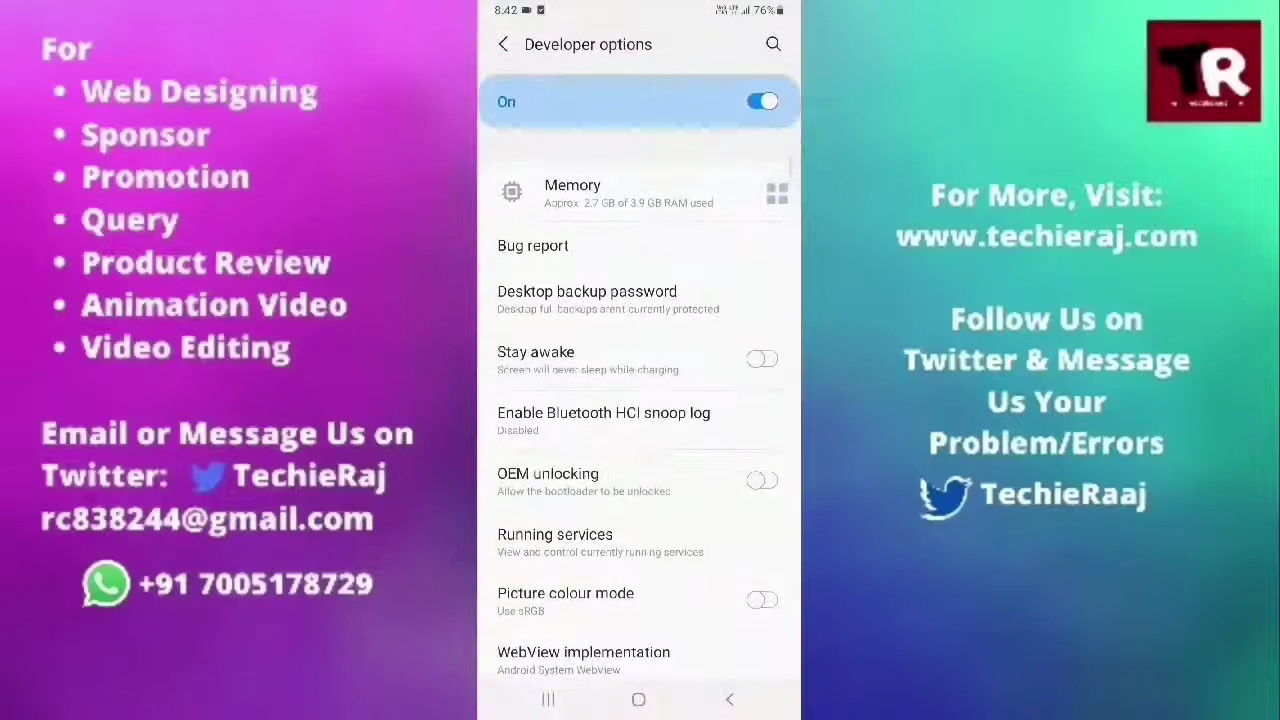 For
• Web Designing
• Sponsor
• Promotion
• Query
• Product Review
• Animation Video
• Video Editing
Email or Message Us on
Twitter: TechieRaj
rc838244@gmail.com
+91 7005178729
8:42
76%
Developer options
On
Memory
Approx. 2.7 GB of 3.9 GB RAM used
Bug report
Desktop backup password
Desktop full backups aren't currently protected
Stay awake
Screen will never sleep while charging
Enable Bluetooth HCI snoop log
Disabled
OEM unlocking
Allow the bootloader to be unlocked
Running services
View and control currently running services
Picture colour mode
Use sRGB
WebView implementation
Android System Webview
TR
For More, Visit:
www.techieraj.com
Follow Us on
Twitter & Message
Us Your
Problem/Errors
TechieRaaj